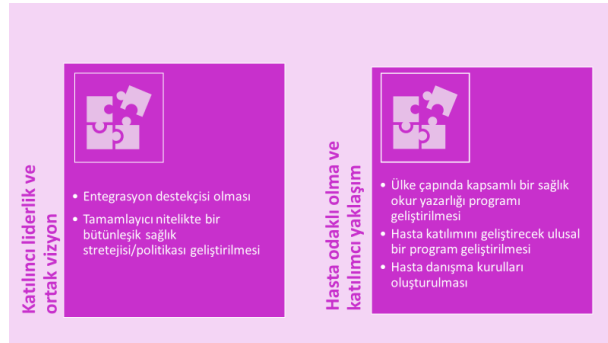 Katılıncı liderlik ve
ortak vizyon
• Entegrasyon destekçisi olması
• Tamamlayıcı nitelikte bir
bütünleşik sağlık
stretejisi/politikası geliştirilmesi
Hasta odaklı olma ve
katılımcı yaklaşım
• Ülke çapında kapsamlı bir sağlık
okur yazarlığı programı
geliştirilmesi
• Hasta katılımını geliştirecek ulusal
bir program geliştirilmesi
• Hasta danışma kurulları
oluşturulması